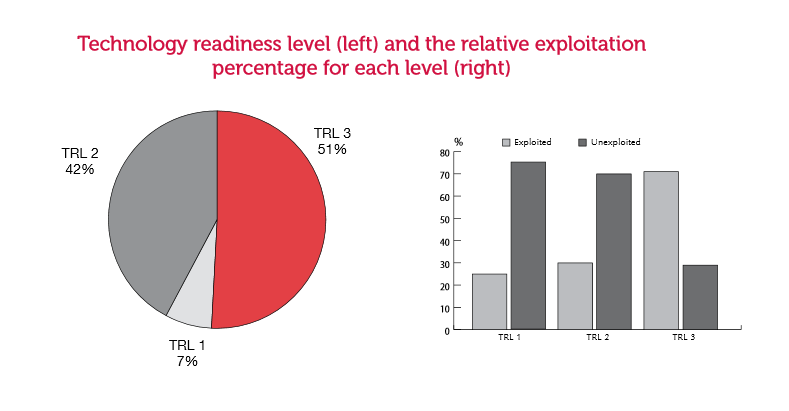 Technology readiness level (left) and the relative exploitation
percentage for each level (right)
TRL 3
51%
TRL 2
42%
TRL 1
7%
%
Exploited
Unexploited
80
70
60
50
40
30
20
10
0
TRL 1
TRL 2
TRL 3